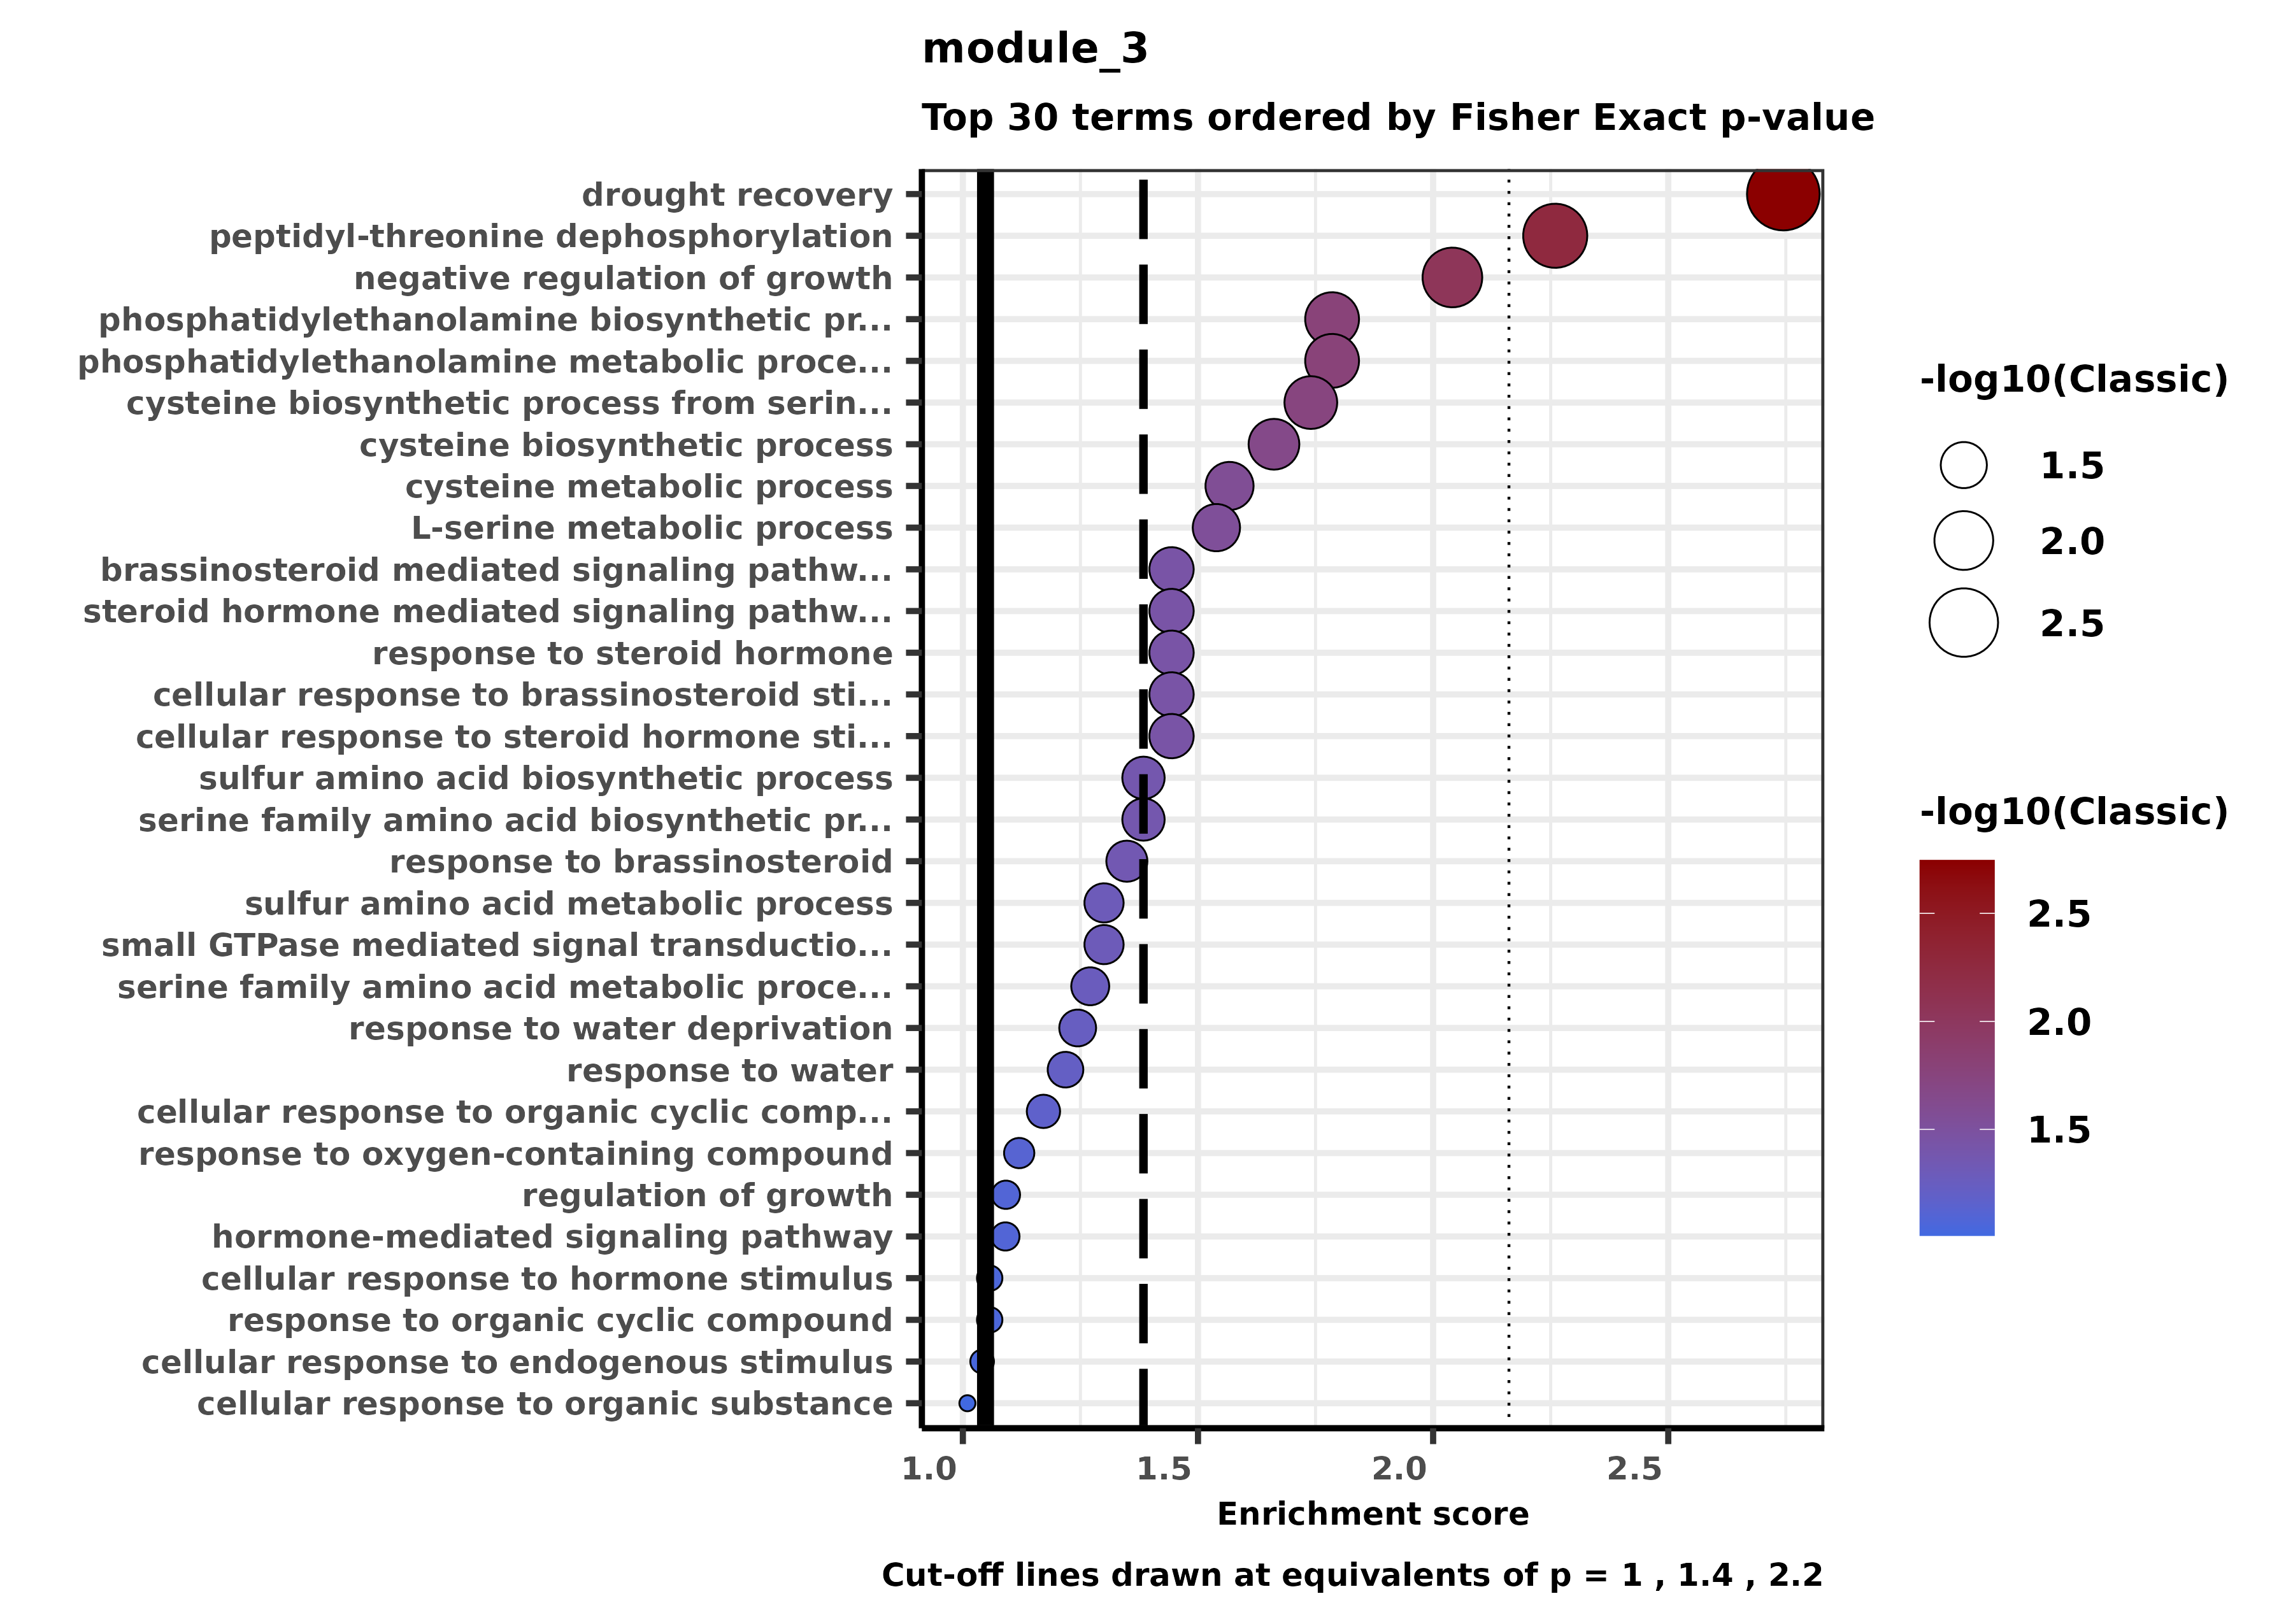 module_3
Top 30 terms ordered by Fisher Exact p-value
drought recovery
peptidyl-threonine dephosphorylation
negative regulation of growth
phosphatidylethanolamine biosynthetic pr...
phosphatidylethanolamine metabolic proce...
cysteine biosynthetic process from serin...
cysteine biosynthetic process
cysteine metabolic process
L-serine metabolic process
brassinosteroid mediated signaling pathw...
steroid hormone mediated signaling pathw...
response to steroid hormone
cellular response to brassinosteroid sti...
cellular response to steroid hormone sti...
sulfur amino acid biosynthetic process
serine family amino acid biosynthetic pr...
response to brassinosteroid
sulfur amino acid metabolic process
small GTPase mediated signal transductio...
serine family amino acid metabolic proce...
response to water deprivation
response to water
cellular response to organic cyclic comp...
response to oxygen-containing compound
regulation of growth
hormone-mediated signaling pathway
cellular response to hormone stimulus
response to organic cyclic compound
cellular response to endogenous stimulus
cellular response to organic substance
1.0 1.5 2.0 2.5
Enrichment score
Cut-off lines drawn at equivalents of p = 1 , 1.4 , 2.2
-log10(Classic)
1.5
2.0
2.5
-log10(Classic)
2.5
2.0
1.5